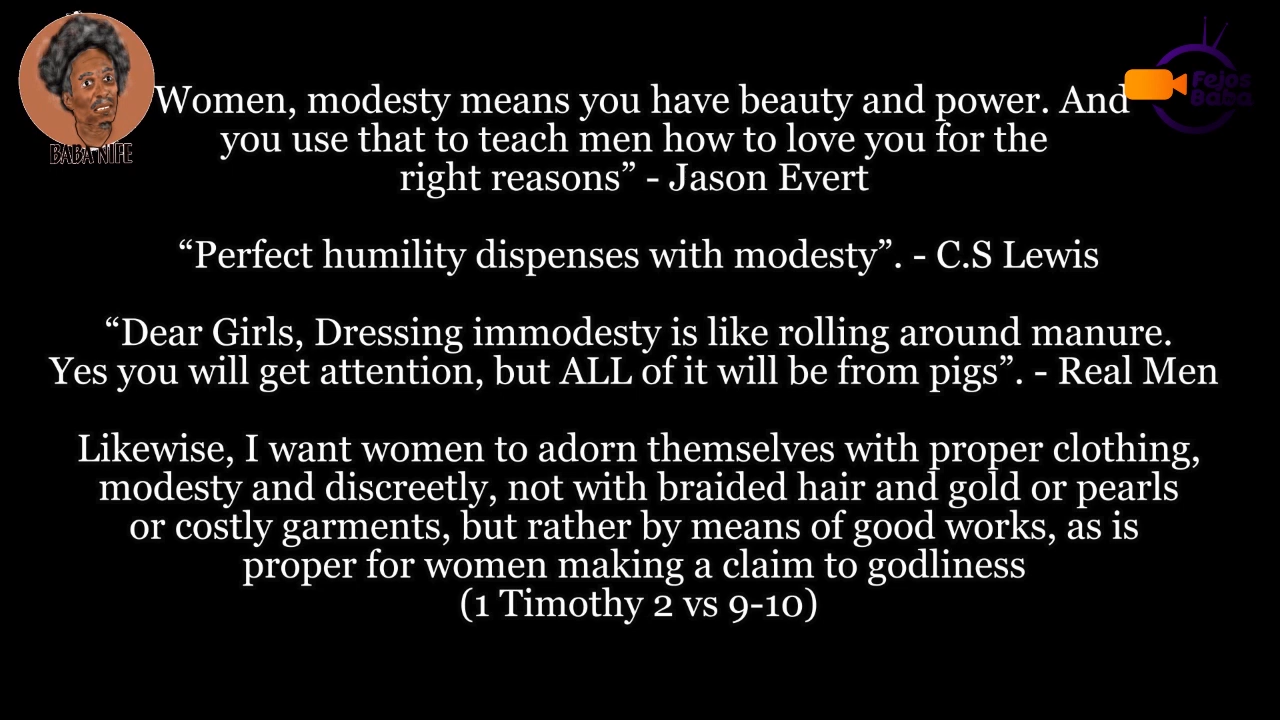 Women, modesty means you have beauty and power. And
you use that to teach men how to love you for the
right reasons” - Jason Evert
“Perfect humility dispenses with modesty”. - C.S Lewis
“Dear Girls, Dressing immodesty is like rolling around manure.
Yes you will get attention, but ALL of it will be from pigs”. - Real Men
Likewise, I want women to adorn themselves with proper clothing,
modesty and discreetly, not with braided hair and gold or pearls
or costly garments, but rather by means of good works, as is
proper for women making a claim to godliness
(1 Timothy 2 vs 9-10)
BABA NIFE
Fejos
Baba